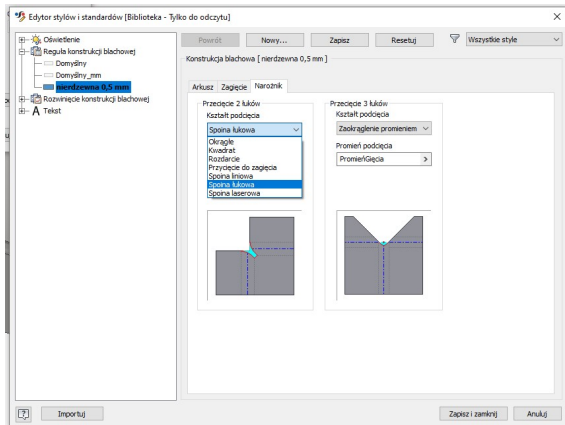 Edytor stylów i standardów [Biblioteka - Tylko do odczytu]
Oświetlenie
Reguła konstrukcji blachowej
Domyślny
Domyślny_mm
nierdzewna 0,5 mm
Rozwinięcie konstrukcji blachowej
A Tekst
Powrót
Nowy...
Zapisz
Resetuj
Wszystkie style
Konstrukcja blachowa [ nierdzewna 0,5 mm ]
Arkusz
Zagięcie
Narożnik
Przecięcie 2 łuków
Kształt podcięcia
Spoina łukowa
Okrągłe
Kwadrat
Rozdarcie
Przycięcie do zagięcia
Spoina liniowa
Spoina łukowa
Spoina laserowa
Przecięcie 3 łuków
Kształt podcięcia
Zaokrąglenie promieniem
Promień podcięcia
PromieńGięcia
?
Importuj
Zapisz i zamknij
Anuluj